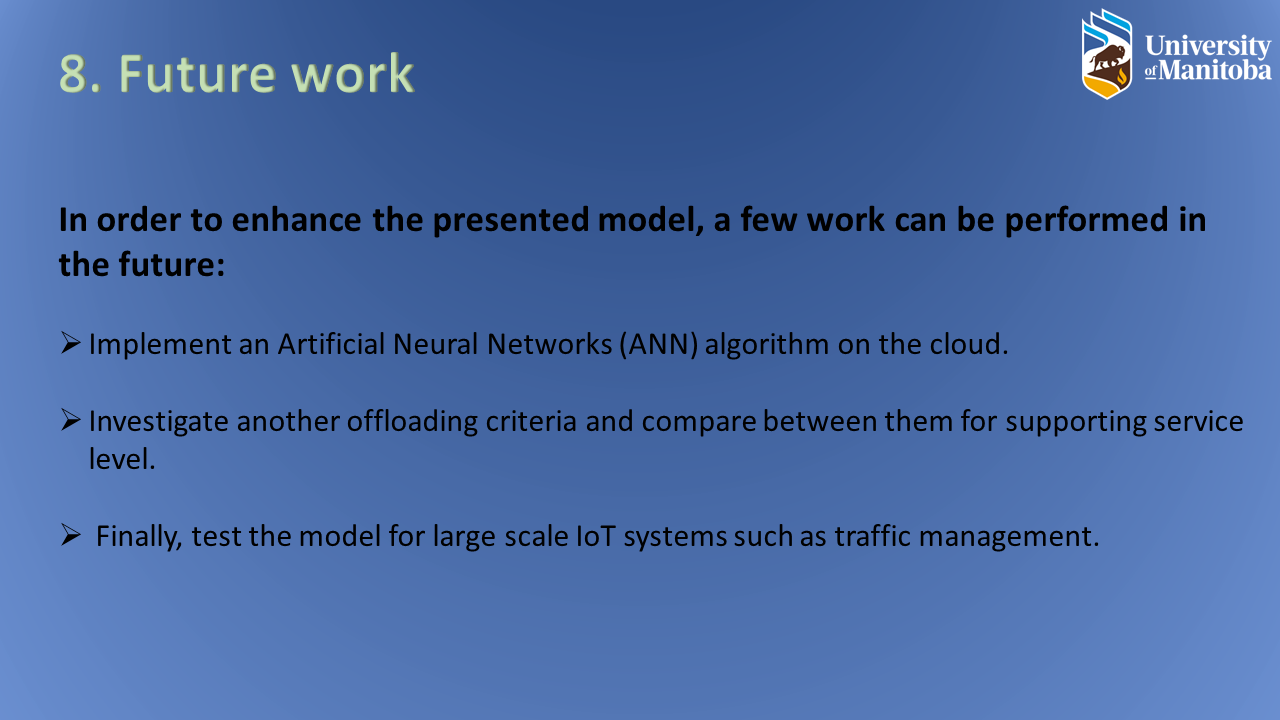 8. Future work
University
of Manitoba
In order to enhance the presented model, a few work can be performed in
the future:
➢ Implement an Artificial Neural Networks (ANN) algorithm on the cloud.
➢ Investigate another offloading criteria and compare between them for supporting service
level.
➢ Finally, test the model for large scale IoT systems such as traffic management.